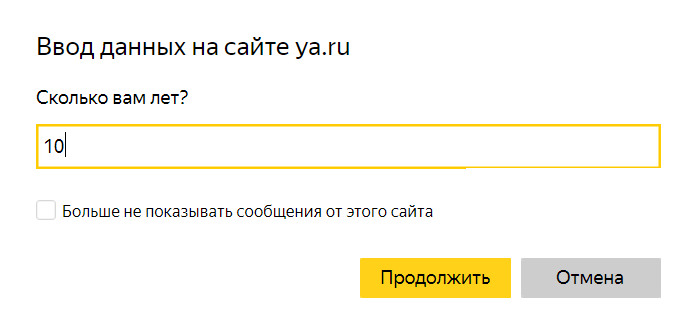 Ввод данных на сайте ya.ru
Сколько вам лет?
10
Больше не показывать сообщения от этого сайта
Продолжить Отмена